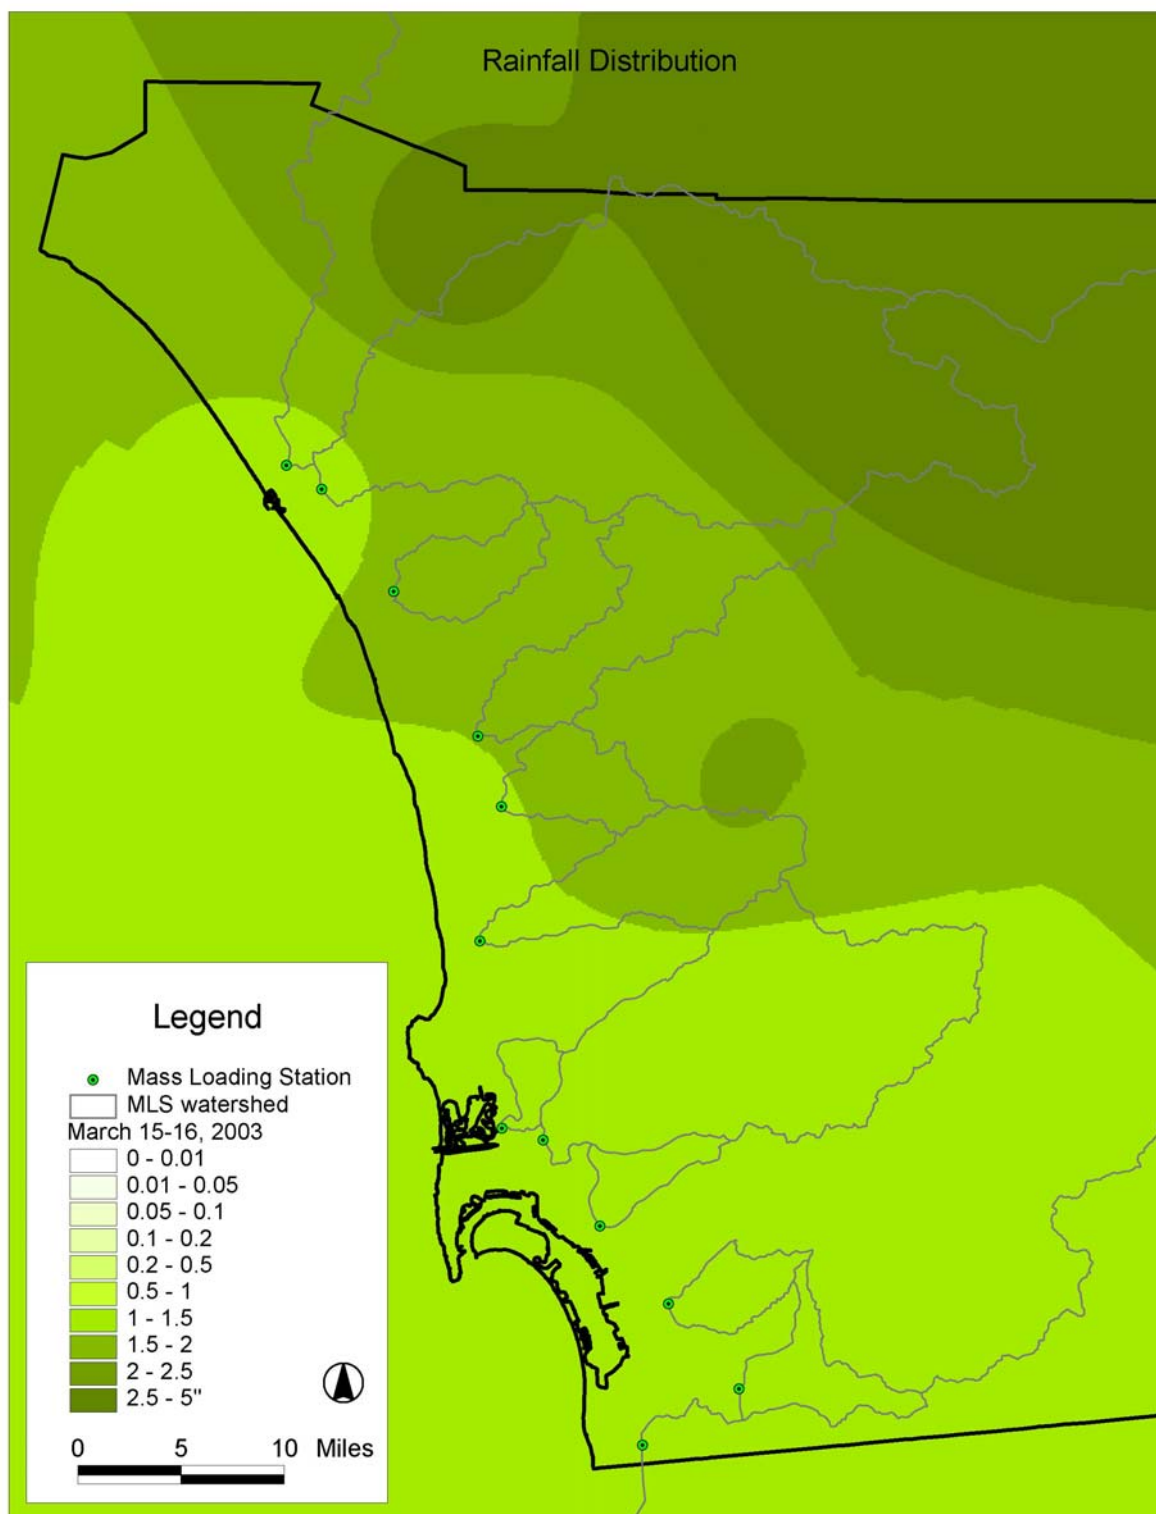 Rainfall Distribution
Legend
Mass Loading Station
MLS watershed
March 15-16, 2003
0 - 0.01
0.01 - 0.05
0.05 - 0.1
0.1 - 0.2
0.2 - 0.5
0.5 - 1
1 - 1.5
1.5 - 2
2 - 2.5
2.5 - 5"
0 5 10 Miles